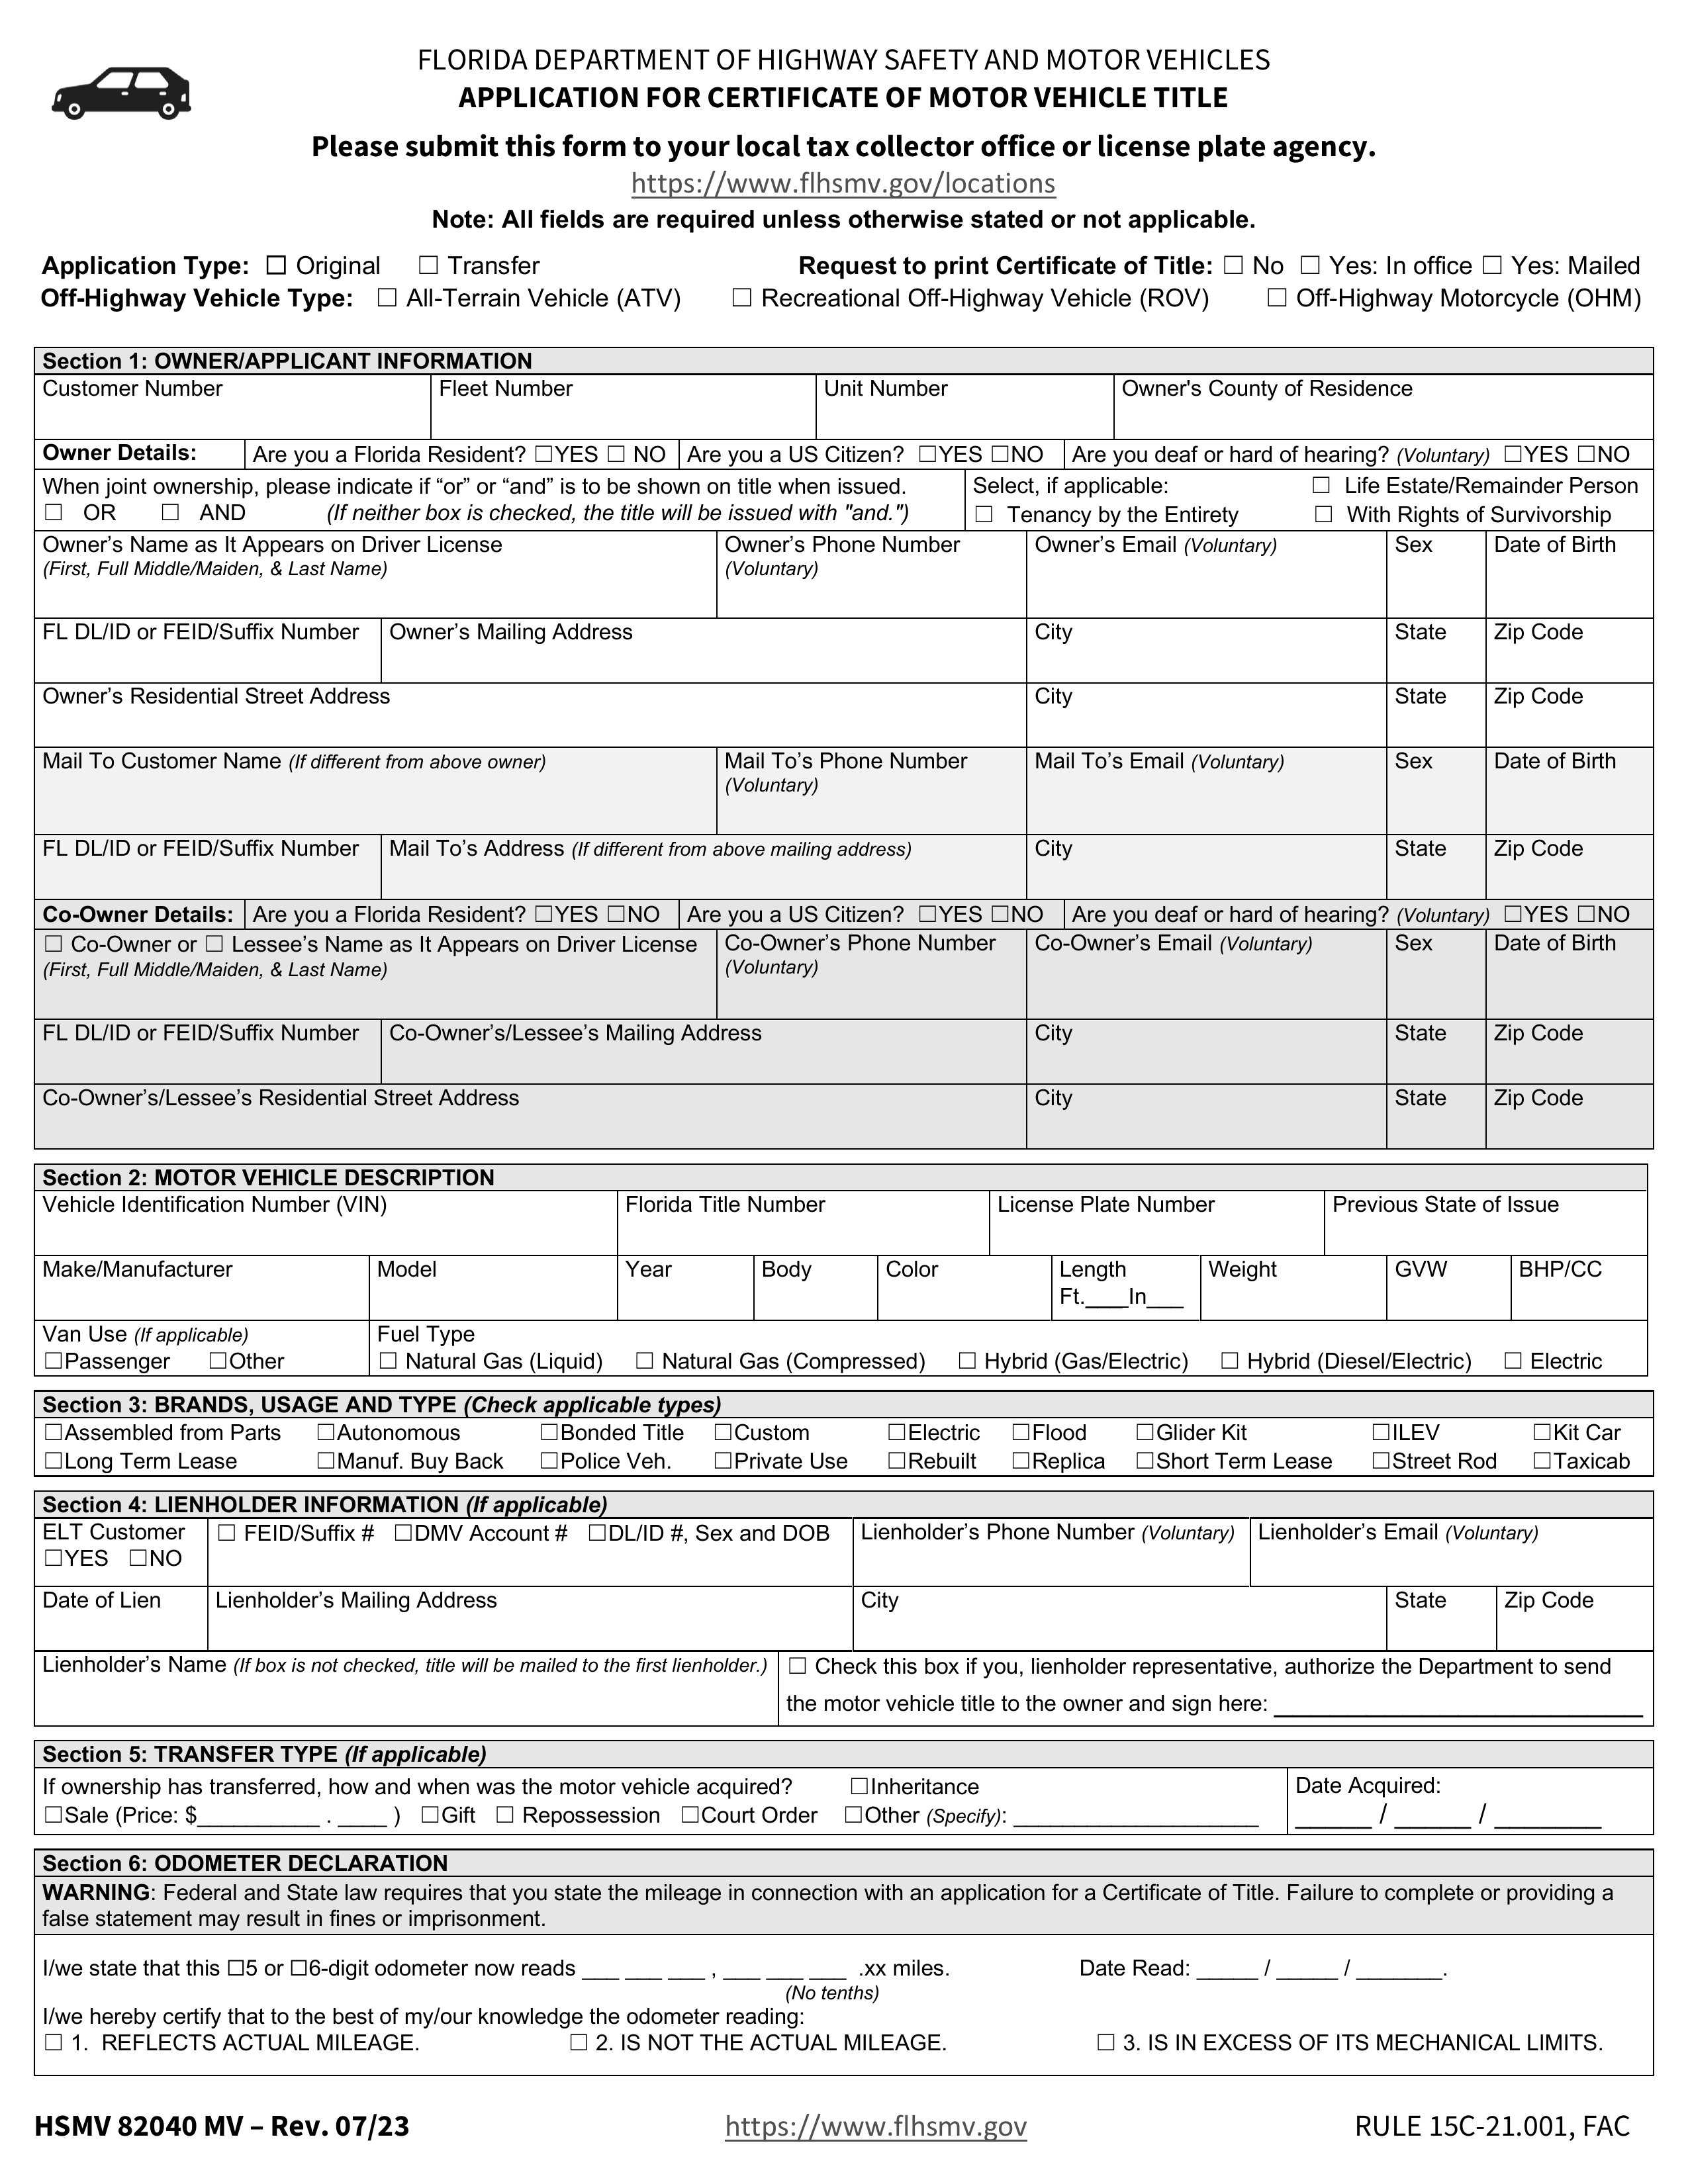 FLORIDA DEPARTMENT OF HIGHWAY SAFETY AND MOTOR VEHICLES
APPLICATION FOR CERTIFICATE OF MOTOR VEHICLE TITLE
Please submit this form to your local tax collector office or license plate agency.
https://www.flhsmv.gov/locations
Note: All fields are required unless otherwise stated or not applicable.
Application Type: ☐ Original ☐ Transfer Request to print Certificate of Title: ☐ No ☐ Yes: In office ☐ Yes: Mailed
Off-Highway Vehicle Type: ☐ All-Terrain Vehicle (ATV) ☐ Recreational Off-Highway Vehicle (ROV) ☐ Off-Highway Motorcycle (OHM)
Section 1: OWNER/APPLICANT INFORMATION
Customer Number Fleet Number Unit Number Owner's County of Residence
Owner Details: Are you a Florida Resident? ☐YES ☐ NO Are you a US Citizen? ☐YES ☐NO Are you deaf or hard of hearing? (Voluntary) ☐YES ☐NO
When joint ownership, please indicate if “or” or “and” is to be shown on title when issued. Select, if applicable: ☐ Life Estate/Remainder Person
☐ OR ☐ AND (If neither box is checked, the title will be issued with "and.") ☐ Tenancy by the Entirety ☐ With Rights of Survivorship
Owner’s Name as It Appears on Driver License Owner’s Phone Number Owner’s Email (Voluntary) Sex Date of Birth
(First, Full Middle/Maiden, & Last Name) (Voluntary)
FL DL/ID or FEID/Suffix Number Owner’s Mailing Address City State Zip Code
Owner’s Residential Street Address City State Zip Code
Mail To Customer Name (If different from above owner) Mail To’s Phone Number Mail To’s Email (Voluntary) Sex Date of Birth
(Voluntary)
FL DL/ID or FEID/Suffix Number Mail To’s Address (If different from above mailing address) City State Zip Code
Co-Owner Details: Are you a Florida Resident? ☐YES ☐NO Are you a US Citizen? ☐YES ☐NO Are you deaf or hard of hearing? (Voluntary) ☐YES ☐NO
☐ Co-Owner or ☐ Lessee’s Name as It Appears on Driver License Co-Owner’s Phone Number Co-Owner’s Email (Voluntary) Sex Date of Birth
(First, Full Middle/Maiden, & Last Name) (Voluntary)
FL DL/ID or FEID/Suffix Number Co-Owner’s/Lessee’s Mailing Address City State Zip Code
Co-Owner’s/Lessee’s Residential Street Address City State Zip Code
Section 2: MOTOR VEHICLE DESCRIPTION
Vehicle Identification Number (VIN) Florida Title Number License Plate Number Previous State of Issue
Make/Manufacturer Model Year Body Color Length Weight GVW BHP/CC
Ft.___In___
Van Use (If applicable) Fuel Type
☐Passenger ☐Other ☐ Natural Gas (Liquid) ☐ Natural Gas (Compressed) ☐ Hybrid (Gas/Electric) ☐ Hybrid (Diesel/Electric) ☐ Electric
Section 3: BRANDS, USAGE AND TYPE (Check applicable types)
☐Assembled from Parts ☐Autonomous ☐Bonded Title ☐Custom ☐Electric ☐Flood ☐Glider Kit ☐ILEV ☐Kit Car
☐Long Term Lease ☐Manuf. Buy Back ☐Police Veh. ☐Private Use ☐Rebuilt ☐Replica ☐Short Term Lease ☐Street Rod ☐Taxicab
Section 4: LIENHOLDER INFORMATION (If applicable)
ELT Customer ☐ FEID/Suffix # ☐DMV Account # ☐DL/ID #, Sex and DOB Lienholder’s Phone Number (Voluntary) Lienholder’s Email (Voluntary)
☐YES ☐NO
Date of Lien Lienholder’s Mailing Address City State Zip Code
Lienholder’s Name (If box is not checked, title will be mailed to the first lienholder.) ☐ Check this box if you, lienholder representative, authorize the Department to send
the motor vehicle title to the owner and sign here: ______________________________
Section 5: TRANSFER TYPE (If applicable)
If ownership has transferred, how and when was the motor vehicle acquired? ☐Inheritance Date Acquired:
☐Sale (Price: $__________ . ____ ) ☐Gift ☐ Repossession ☐Court Order ☐Other (Specify): ____________________ _____ / _____ / _______
Section 6: ODOMETER DECLARATION
WARNING: Federal and State law requires that you state the mileage in connection with an application for a Certificate of Title. Failure to complete or providing a
false statement may result in fines or imprisonment.
I/we state that this ☐5 or ☐6-digit odometer now reads ___ ___ ___ , ___ ___ ___ .xx miles. Date Read: _____ / _____ / _______.
(No tenths)
I/we hereby certify that to the best of my/our knowledge the odometer reading:
☐ 1. REFLECTS ACTUAL MILEAGE. ☐ 2. IS NOT THE ACTUAL MILEAGE. ☐ 3. IS IN EXCESS OF ITS MECHANICAL LIMITS.
HSMV 82040 MV – Rev. 07/23 https://www.flhsmv.gov RULE 15C-21.001, FAC